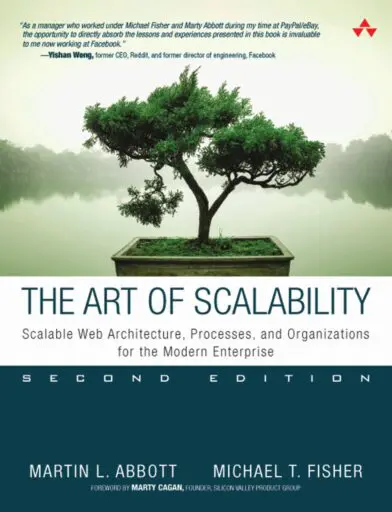 "As a manager who worked under Michael Fisher and Marty Abbott during my time at PayPal/eBay,
the opportunity to directly absorb the lessons and experiences presented in this book is invaluable
to me now working at Facebook."
—Yishan Wong, former CEO, Reddit, and former director of engineering, Facebook
THE ART OF SCALABILITY
Scalable Web Architecture, Processes, and Organizations
for the Modern Enterprise
SECOND EDITION
MARTIN L. ABBOTT MICHAEL T. FISHER
FOREWORD BY MARTY CAGAN, FOUNDER, SILICON VALLEY PRODUCT GROUP